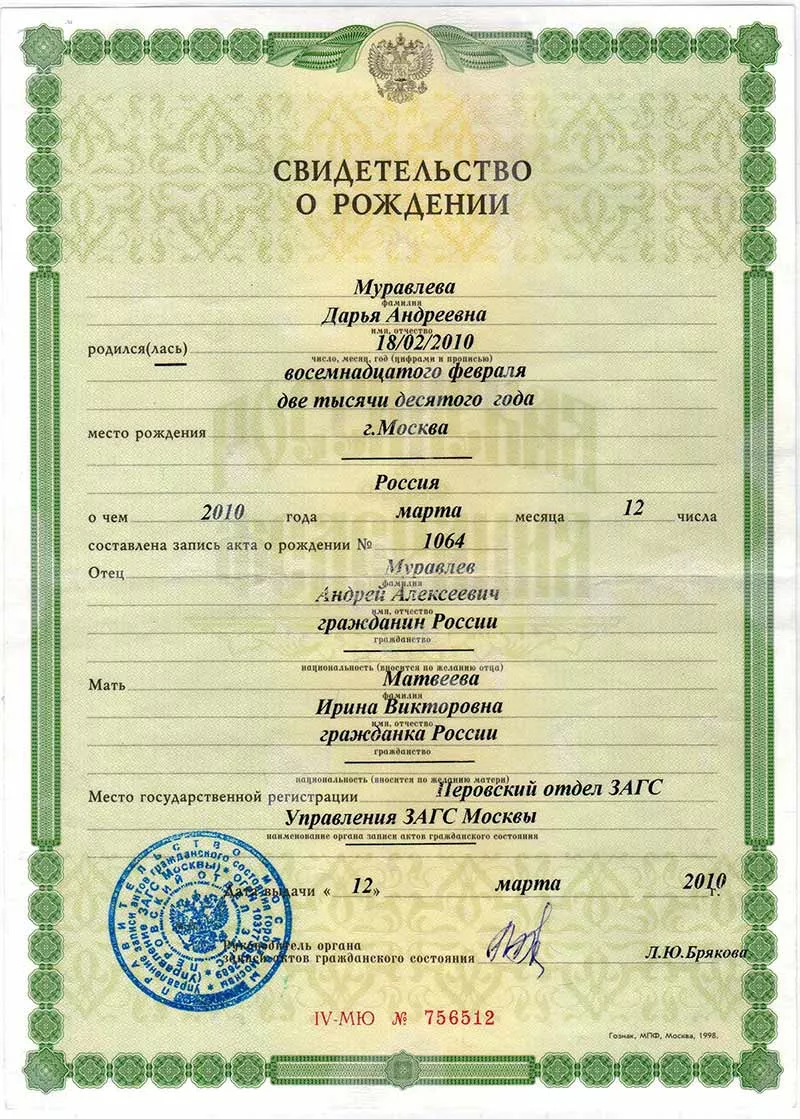 СВИДЕТЕЛЬСТВО
О РОЖДЕНИИ
Муравлева
фамилия
Дарья Андреевна
имя, отчество
родился(лась) 18/02/2010
число, месяц, год (цифрами и прописью)
восемнадцатого февраля
две тысячи десятого года
место рождения г.Москва
Россия
о чем 2010 года марта месяца 12 числа
составлена запись акта о рождении № 1064
Отец Муравлев
фамилия
Андрей Алексеевич
имя, отчество
гражданин России
гражданство
национальность (вносится по желанию отца)
Мать Матвеева
фамилия
Ирина Викторовна
имя, отчество
гражданка России
гражданство
национальность (вносится по желанию матери)
Место государственной регистрации Перовский отдел ЗАГС
Управления ЗАГС Москвы
наименование органа записи актов гражданского состояния
Дата выдачи « 12» марта 2010 г.
Руководитель органа
записи актов гражданского состояния Л.Ю.Брякова
IV-МЮ № 756512
Гознак, МПФ, Москва, 1998.